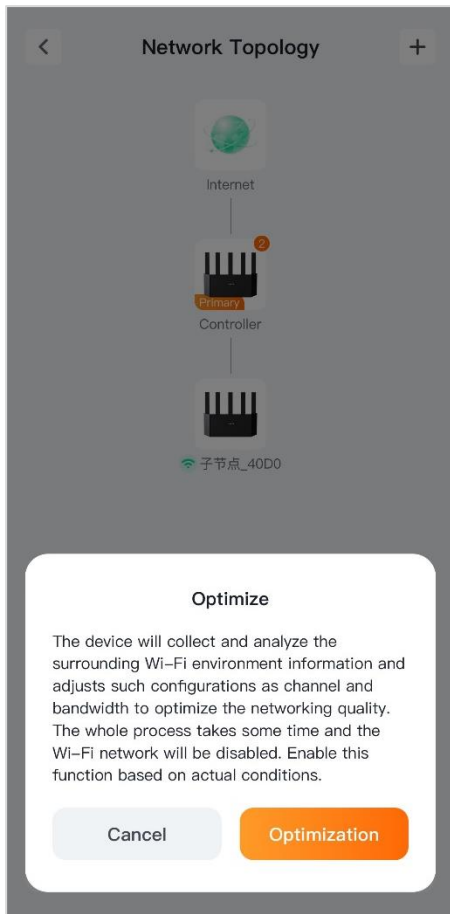 Network Topology
Internet
2
Primary
Controller
子节点_40D0
Optimize
The device will collect and analyze the
surrounding Wi-Fi environment information and
adjusts such configurations as channel and
bandwidth to optimize the networking quality.
The whole process takes some time and the
Wi-Fi network will be disabled. Enable this
function based on actual conditions.
Cancel
Optimization